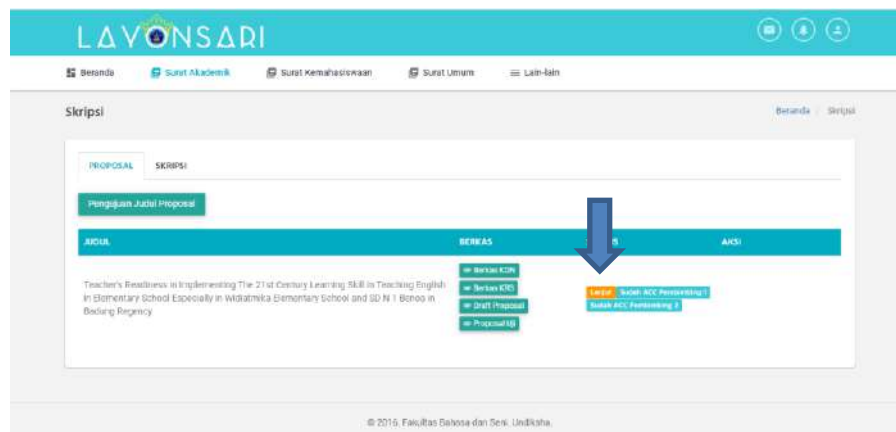 LAVONSARI
Beranda Surat Akademik Surat Kemahasiswaan Surat Umum Lain-lain
Skripsi Beranda Skripsi
PROPOSAL SKRIPSI
Pengajuan Judul Proposal
JUDUL BERKAS AKSI
Teacher's Readiness in Implementing The 21st Century Learning Skill in Teaching English
in Elementary School Especially in Widiatmika Elementary School and SD N 1 Benoa in
Badung Regency
Berkas KDN
Berkas KRS
Draft Proposal
Proposal Uji
Lanjut Sudah ACC Pembimbing 1
Sudah ACC Pembimbing 2
© 2016. Fakultas Bahasa dan Seni. Undiksha.